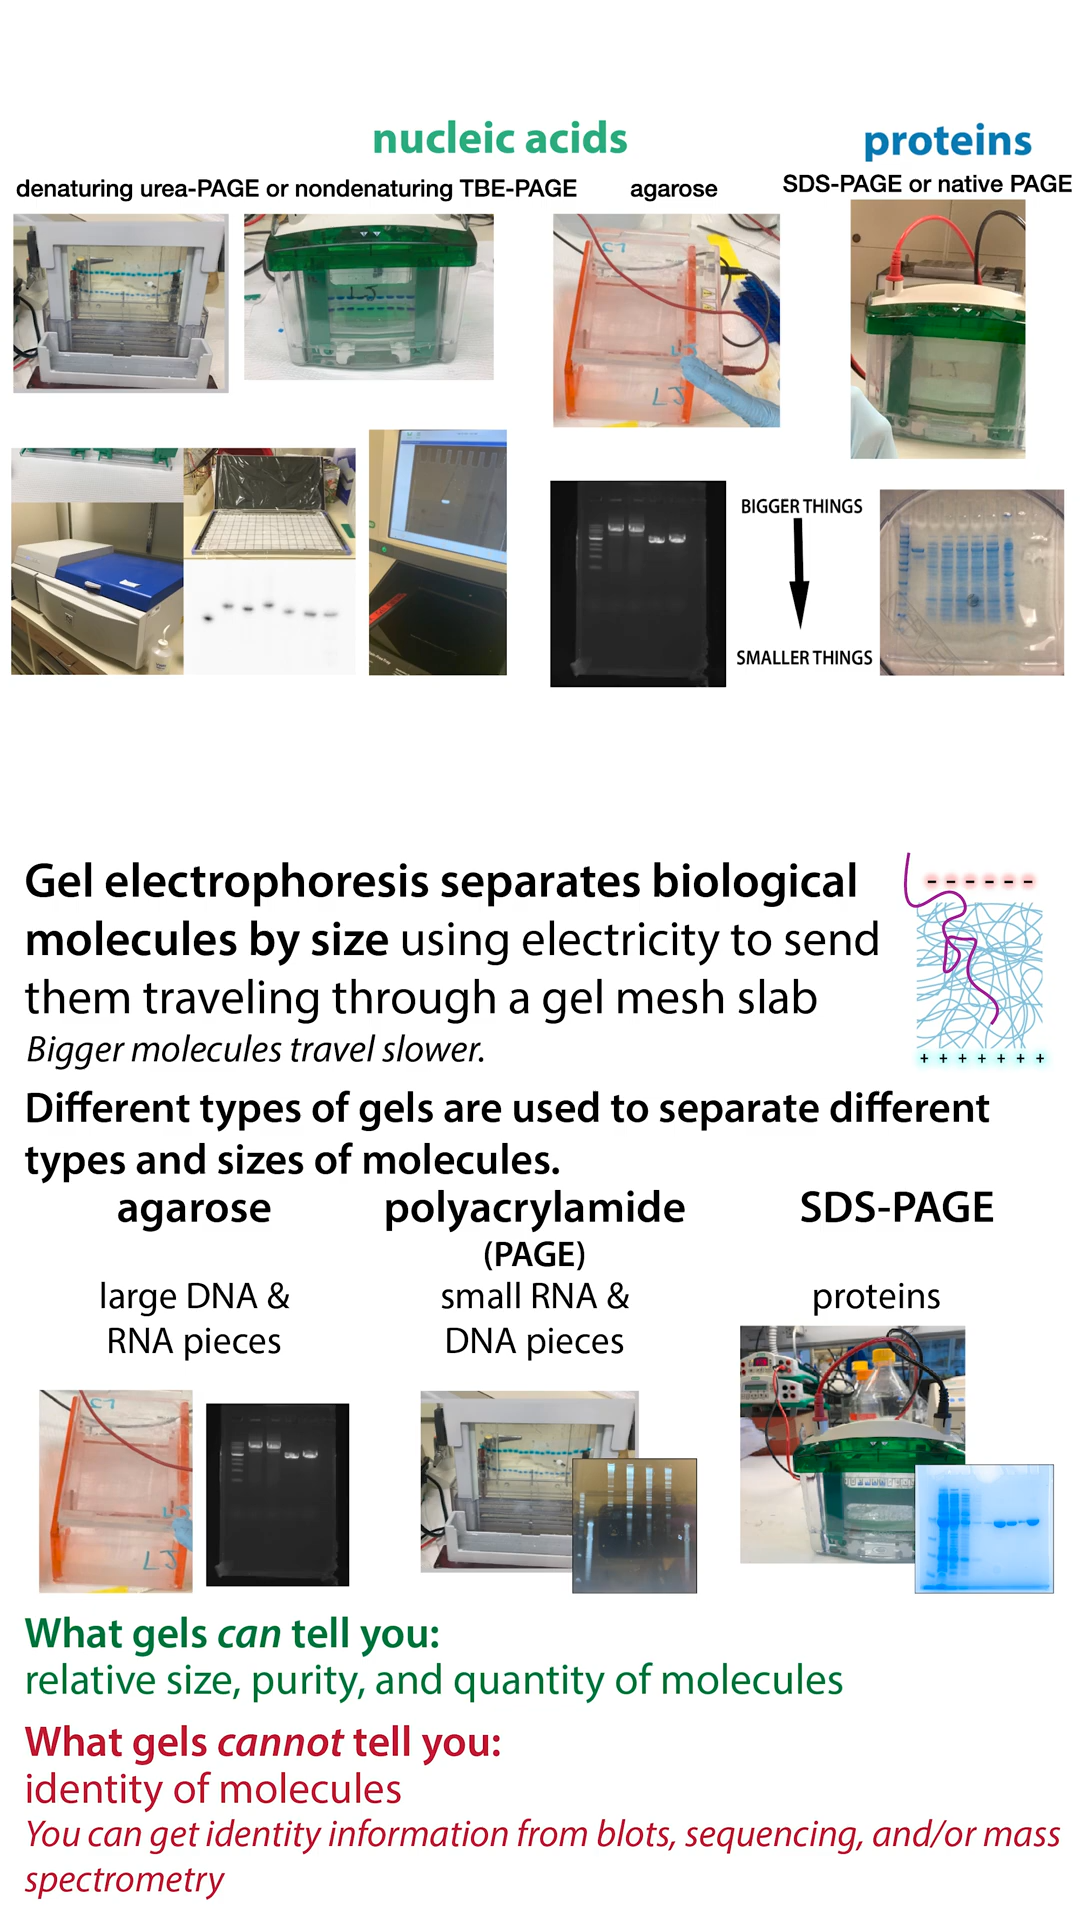 nucleic acids
proteins
denaturing urea-PAGE or nondenaturing TBE-PAGE
agarose
SDS-PAGE or native PAGE
LJ
LJ
LJ
BIGGER THINGS
SMALLER THINGS
Gel electrophoresis separates biological
molecules by size using electricity to send
them traveling through a gel mesh slab
Bigger molecules travel slower.
- - - - - -
+ + + + + + +
Different types of gels are used to separate different
types and sizes of molecules.
agarose
polyacrylamide
(PAGE)
SDS-PAGE
large DNA &
RNA pieces
small RNA &
DNA pieces
proteins
LJ
What gels can tell you:
relative size, purity, and quantity of molecules
What gels cannot tell you:
identity of molecules
You can get identity information from blots, sequencing, and/or mass
spectrometry